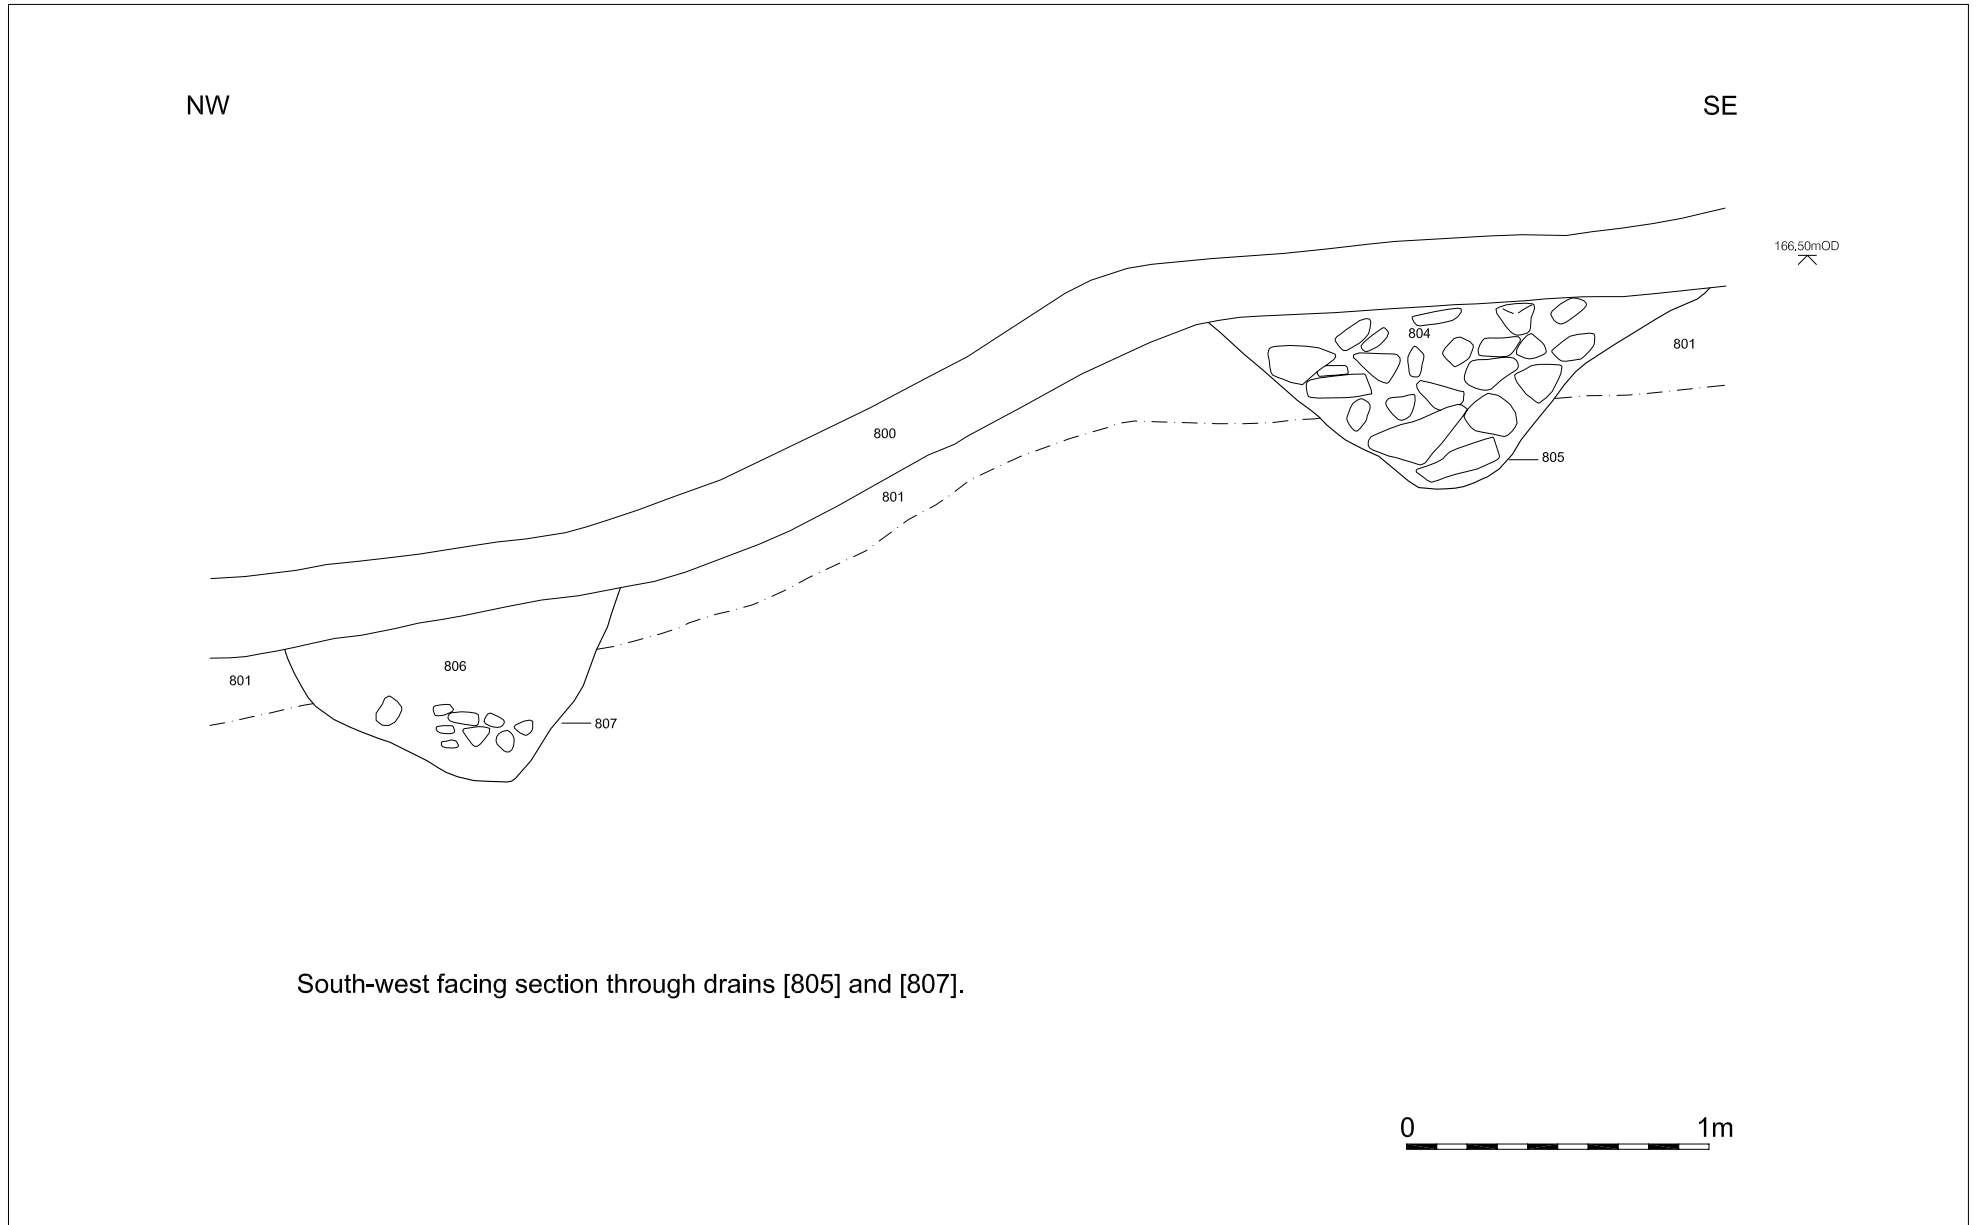 NW
SE
166.50mOD
804
801
800
805
801
806
801
807
South-west facing section through drains [805] and [807].
0 1m